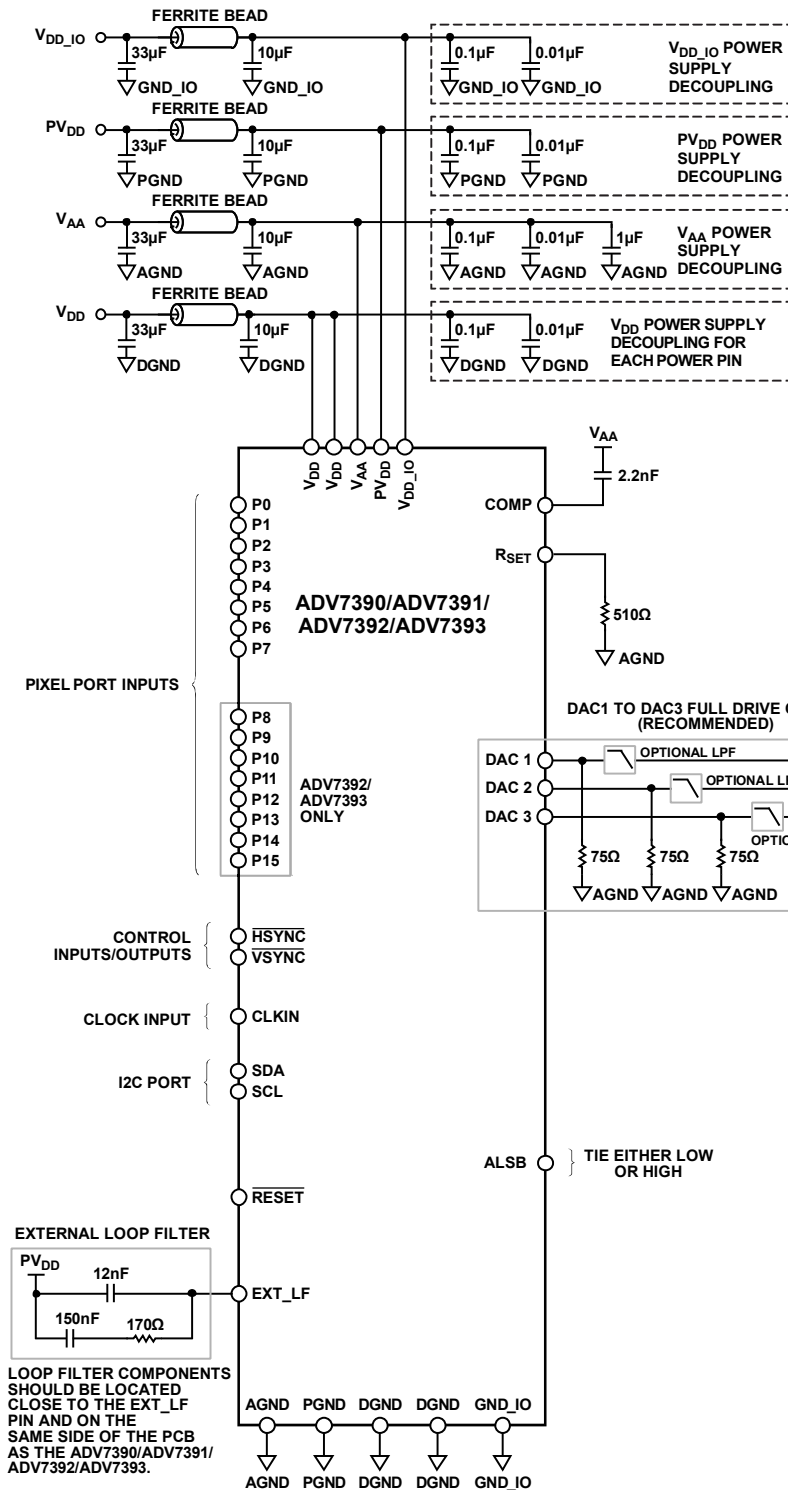 FERRITE BEAD
VDD_IO
33µF
10µF
0.1µF
0.01µF
VDD_IO POWER
SUPPLY
DECOUPLING
GND_IO
GND_IO
GND_IO
GND_IO
FERRITE BEAD
PVDD
33µF
10µF
0.1µF
0.01µF
PVDD POWER
SUPPLY
DECOUPLING
PGND
PGND
PGND
PGND
FERRITE BEAD
VAA
33µF
10µF
0.1µF
0.01µF
1µF
VAA POWER
SUPPLY
DECOUPLING
AGND
AGND
AGND
AGND
AGND
FERRITE BEAD
VDD
33µF
10µF
0.1µF
0.01µF
VDD POWER SUPPLY
DECOUPLING FOR
EACH POWER PIN
DGND
DGND
DGND
DGND
VDD
VDD
VAA
PVDD
VDD_IO
VAA
2.2nF
COMP
RSET
510Ω
AGND
P0
P1
P2
P3
P4
P5
P6
P7
ADV7390/ADV7391/
ADV7392/ADV7393
PIXEL PORT INPUTS
P8
P9
P10
P11
P12
P13
P14
P15
ADV7392/
ADV7393
ONLY
DAC1 TO DAC3 FULL DRIVE
(RECOMMENDED)
DAC 1
OPTIONAL LPF
DAC 2
OPTIONAL
DAC 3
75Ω
75Ω
75Ω
AGND
AGND
AGND
CONTROL
INPUTS/OUTPUTS
HSYNC
VSYNC
CLOCK INPUT
CLKIN
I2C PORT
SDA
SCL
ALSB
TIE EITHER LOW
OR HIGH
RESET
EXTERNAL LOOP FILTER
PVDD
12nF
150nF
170Ω
EXT_LF
LOOP FILTER COMPONENTS
SHOULD BE LOCATED
CLOSE TO THE EXT_LF
PIN AND ON THE
SAME SIDE OF THE PCB
AS THE ADV7390/ADV7391/
ADV7392/ADV7393.
AGND PGND DGND DGND GND_IO
AGND PGND DGND DGND GND_IO